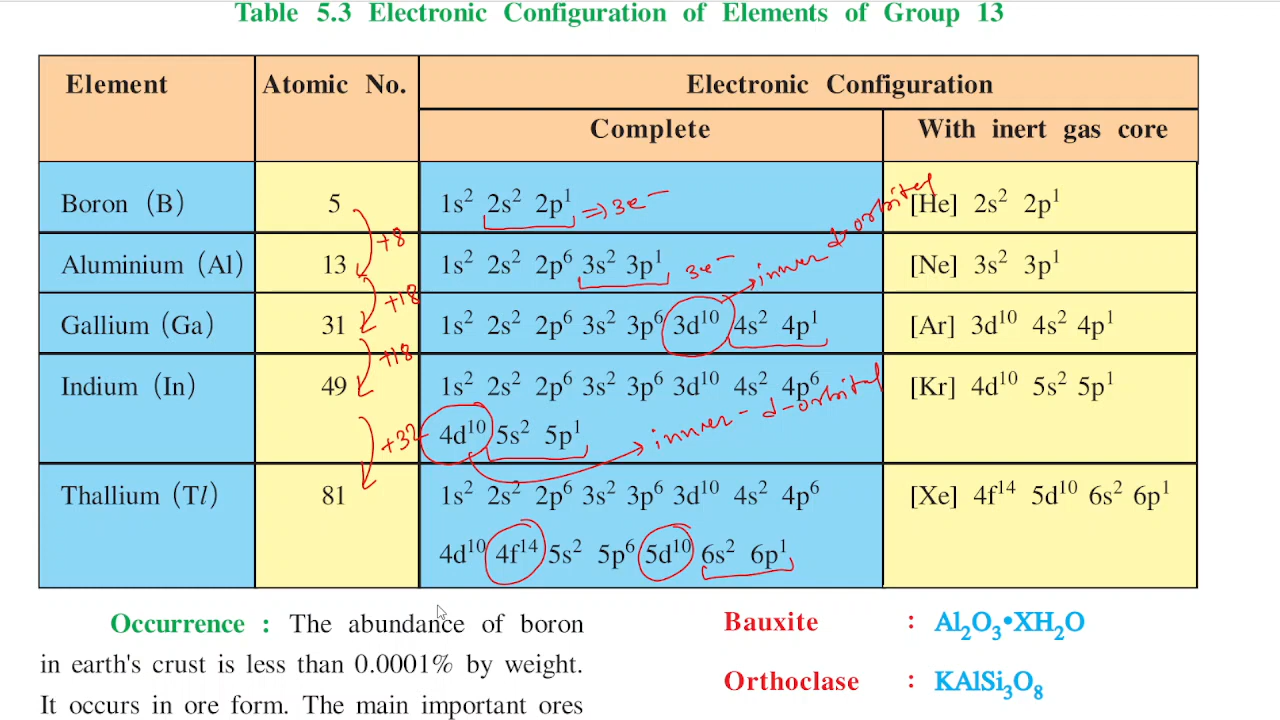 Table 5.3 Electronic Configuration of Elements of Group 13
Element Atomic No. Electronic Configuration
Complete With inert gas core
Boron (B) 5 1s² 2s² 2p¹ ⇒ 3e⁻ [He] 2s² 2p¹
+8
Aluminium (Al) 13 1s² 2s² 2p⁶ 3s² 3p¹ 3e⁻ [Ne] 3s² 3p¹
inner d-orbital
+18
Gallium (Ga) 31 1s² 2s² 2p⁶ 3s² 3p⁶ 3d¹⁰ 4s² 4p¹ [Ar] 3d¹⁰ 4s² 4p¹
+18
Indium (In) 49 1s² 2s² 2p⁶ 3s² 3p⁶ 3d¹⁰ 4s² 4p⁶ [Kr] 4d¹⁰ 5s² 5p¹
+32 4d¹⁰ 5s² 5p¹ inner - d-orbital
Thallium (Tl) 81 1s² 2s² 2p⁶ 3s² 3p⁶ 3d¹⁰ 4s² 4p⁶ [Xe] 4f¹⁴ 5d¹⁰ 6s² 6p¹
4d¹⁰ 4f¹⁴ 5s² 5p⁶ 5d¹⁰ 6s² 6p¹
Occurrence : The abundance of boron
in earth's crust is less than 0.0001% by weight.
It occurs in ore form. The main important ores
Bauxite : Al₂O₃•XH₂O
Orthoclase : KAlSi₃O₈